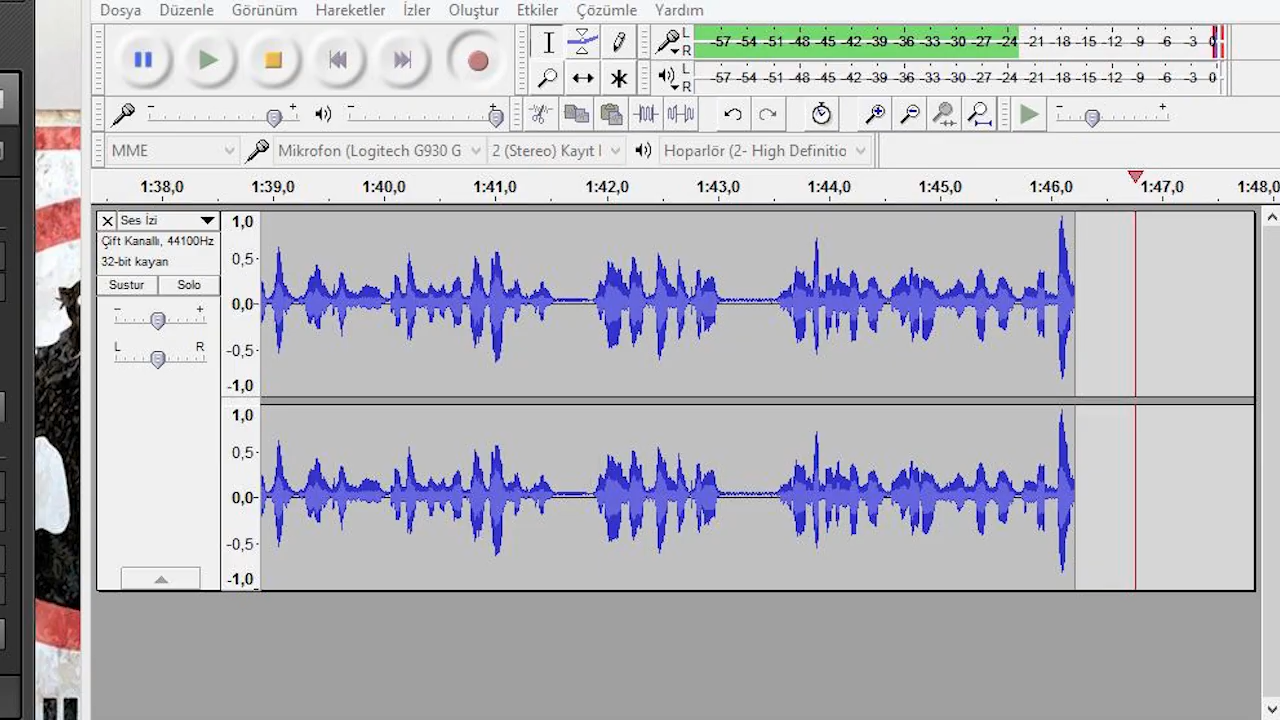 Dosya Düzenle Görünüm Hareketler İzler Oluştur Etkiler Çözümle Yardım
L
R
-57 -54 -51 -48 -45 -42 -39 -36 -33 -30 -27 -24 -21 -18 -15 -12 -9 -6 -3 0
L
R
-57 -54 -51 -48 -45 -42 -39 -36 -33 -30 -27 -24 -21 -18 -15 -12 -9 -6 -3 0
MME Mikrofon (Logitech G930 G 2 (Stereo) Kayıt Hoparlör (2- High Definitio
1:38,0 1:39,0 1:40,0 1:41,0 1:42,0 1:43,0 1:44,0 1:45,0 1:46,0 1:47,0 1:48,0
Ses İzi
Çift Kanallı, 44100Hz
32-bit kayan
Sustur Solo
- +
L R
1,0
0,5
0,0
-0,5
-1,0
1,0
0,5
0,0
-0,5
-1,0